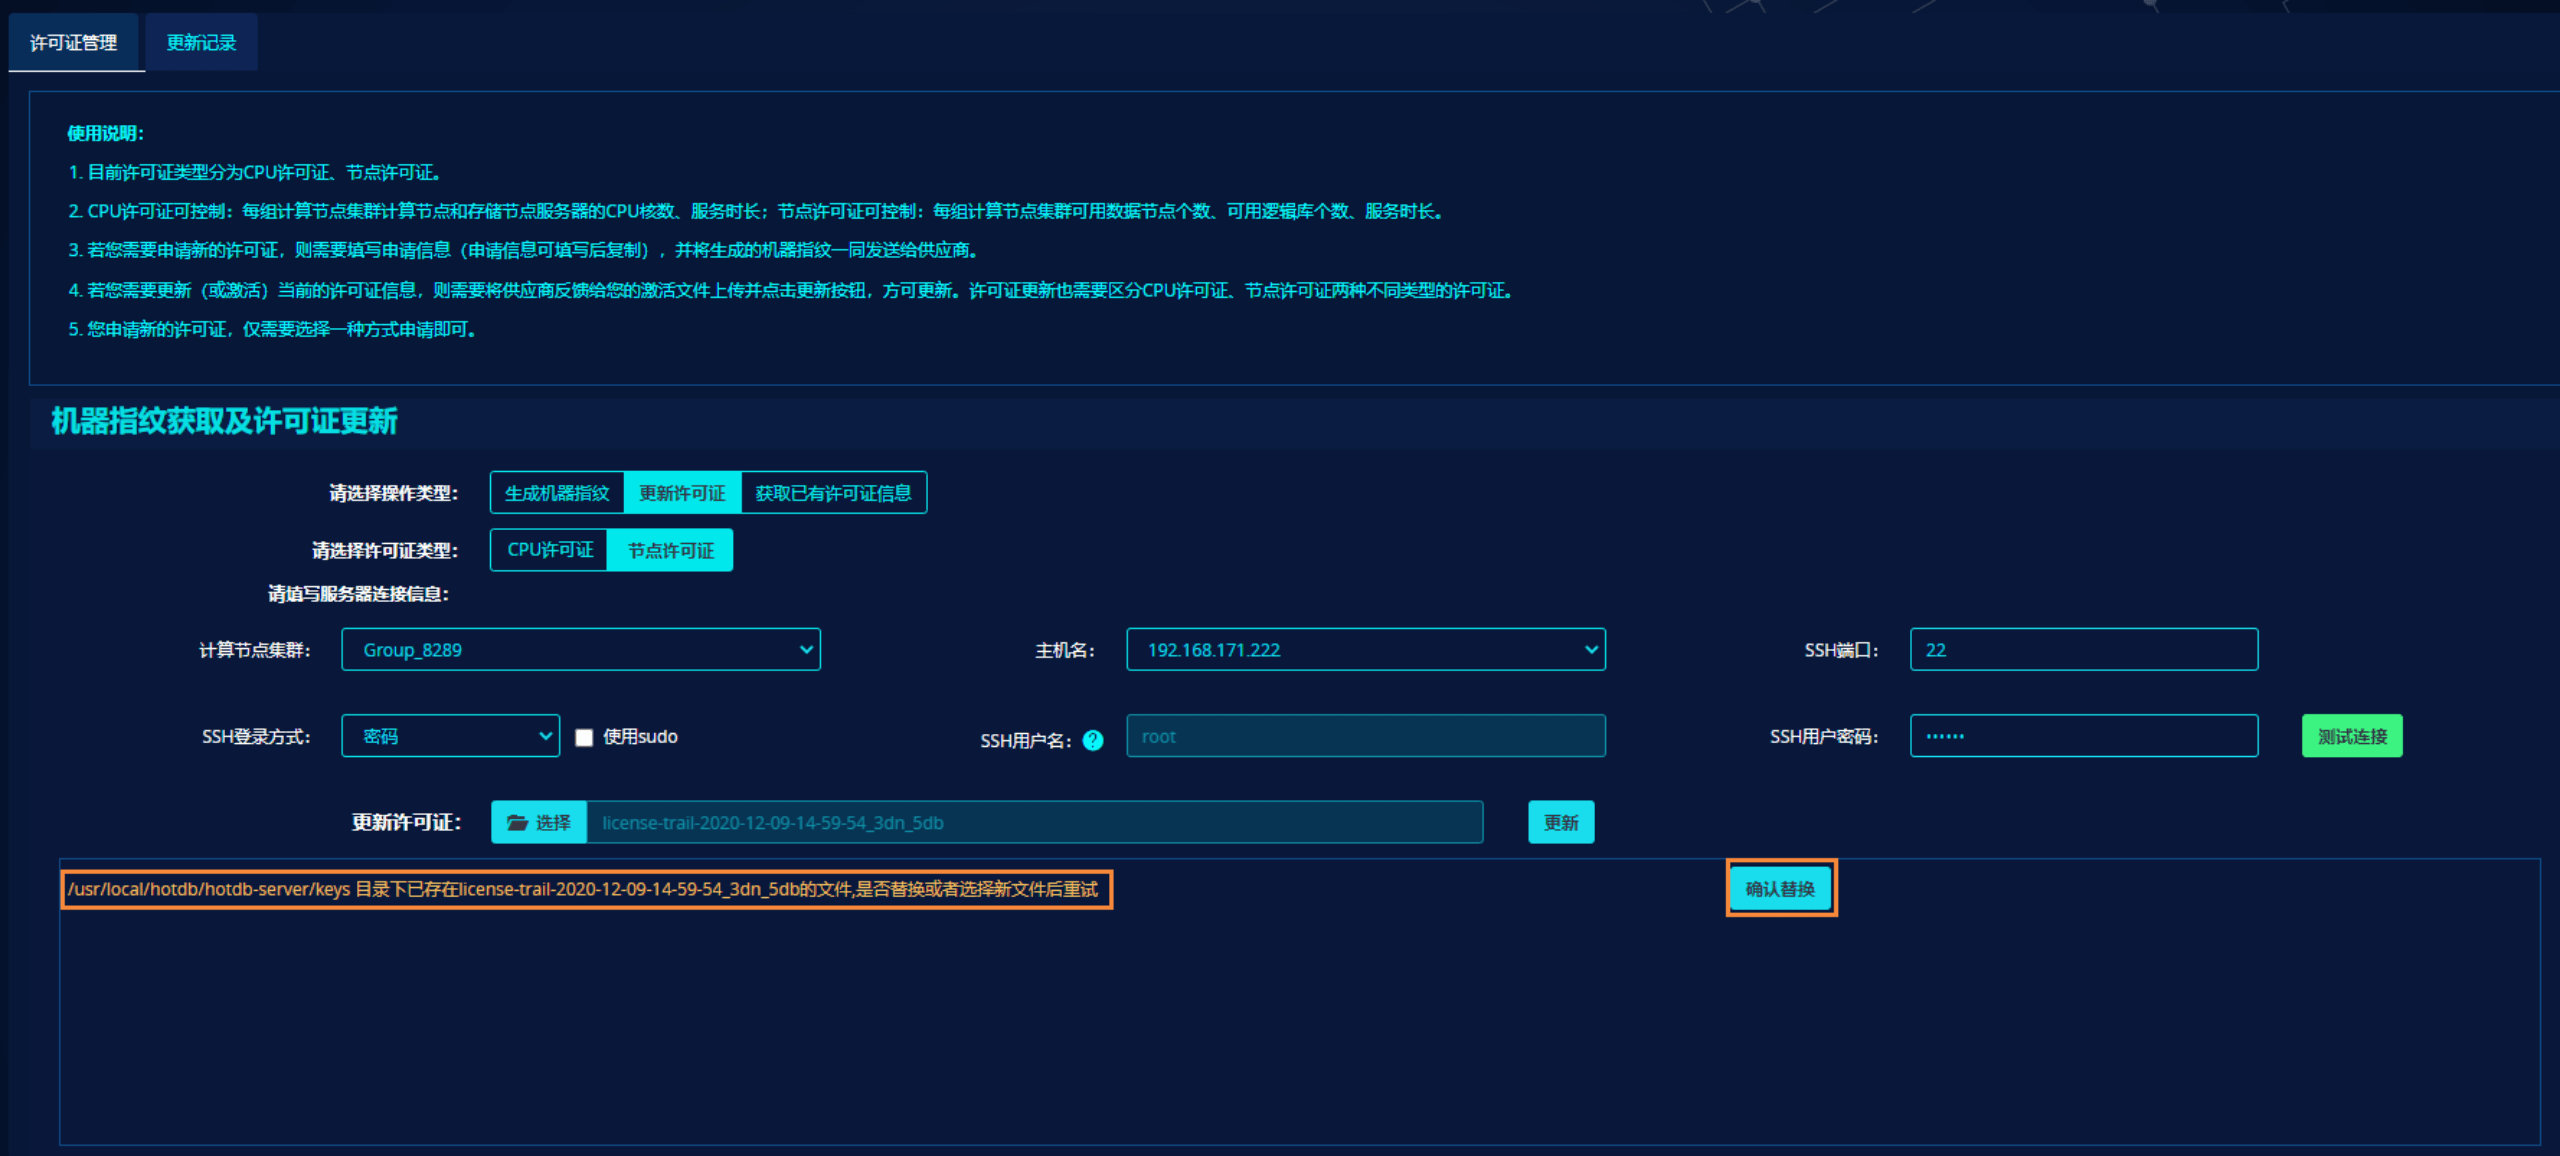 许可证管理
更新记录
使用说明：
1. 目前许可证类型分为CPU许可证、节点许可证。
2. CPU许可证可控制：每组计算节点集群计算节点和存储节点服务器的CPU核数、服务时长；节点许可证可控制：每组计算节点集群可用数据节点个数、可用逻辑库个数、服务时长。
3. 若您需要申请新的许可证，则需要填写申请信息（申请信息可填写后复制），并将生成的机器指纹一同发送给供应商。
4. 若您需要更新（或激活）当前的许可证信息，则需要将供应商反馈给您的激活文件上传并点击更新按钮，方可更新。许可证更新也需要区分CPU许可证、节点许可证两种不同类型的许可证。
5. 您申请新的许可证，仅需要选择一种方式申请即可。
机器指纹获取及许可证更新
请选择操作类型：
生成机器指纹
更新许可证
获取已有许可证信息
请选择许可证类型：
CPU许可证
节点许可证
请填写服务器连接信息：
计算节点集群：
Group_8289
主机名：
192.168.171.222
SSH端口：
22
SSH登录方式：
密码
使用sudo
SSH用户名：
?
root
SSH用户密码：
······
测试连接
更新许可证：
选择
license-trail-2020-12-09-14-59-54_3dn_5db
更新
/usr/local/hotdb/hotdb-server/keys 目录下已存在license-trail-2020-12-09-14-59-54_3dn_5db的文件,是否替换或者选择新文件后重试
确认替换